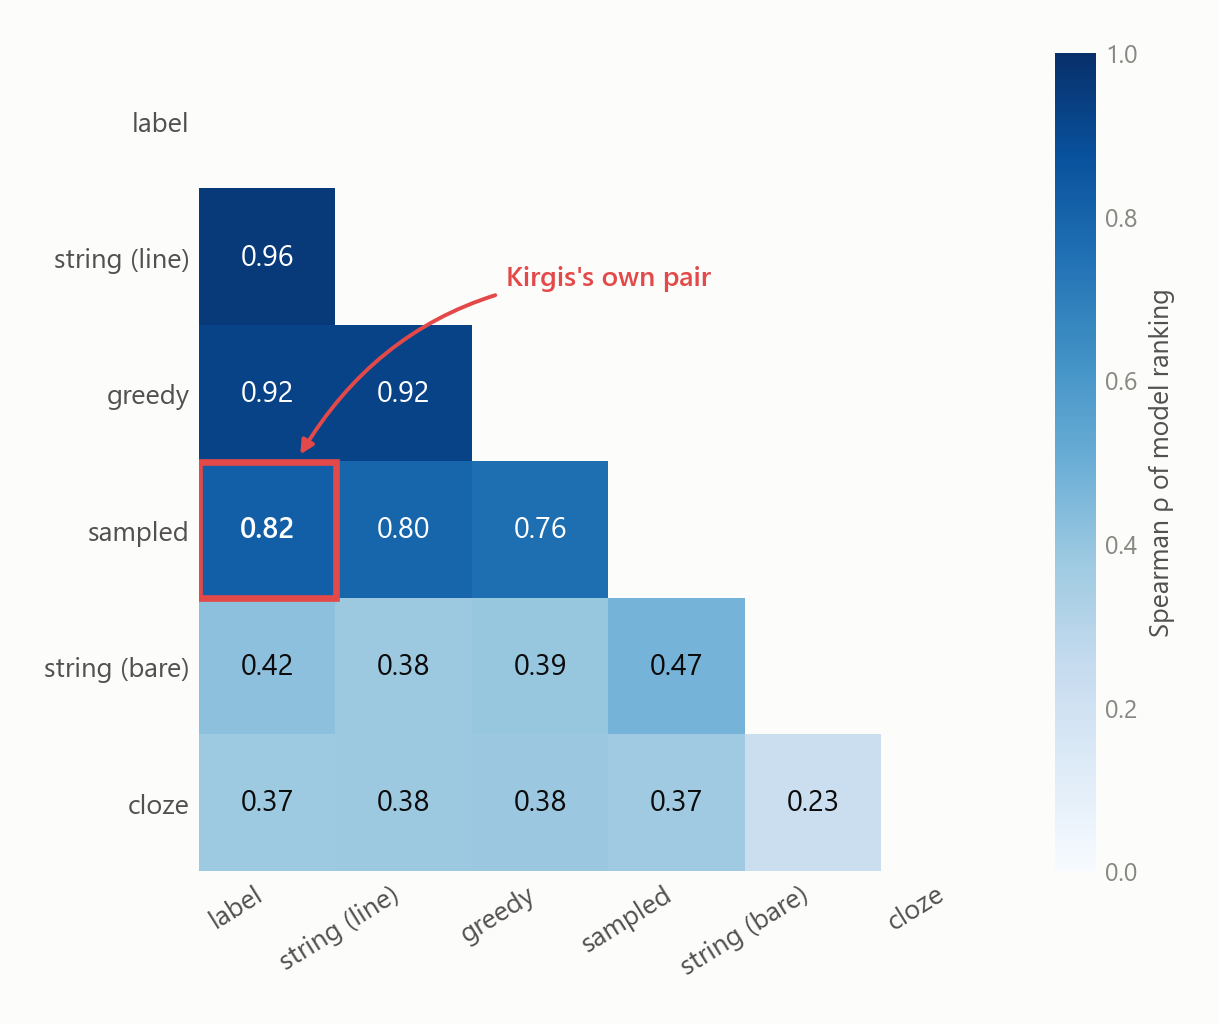 1.0
label
0.8
string (line)
0.96
Kirgis's own pair
0.6
greedy
0.92 0.92
Spearman ρ of model ranking
sampled
0.82 0.80 0.76
0.4
string (bare)
0.42 0.38 0.39 0.47
0.2
cloze
0.37 0.38 0.38 0.37 0.23
0.0
label string (line) greedy sampled string (bare) cloze